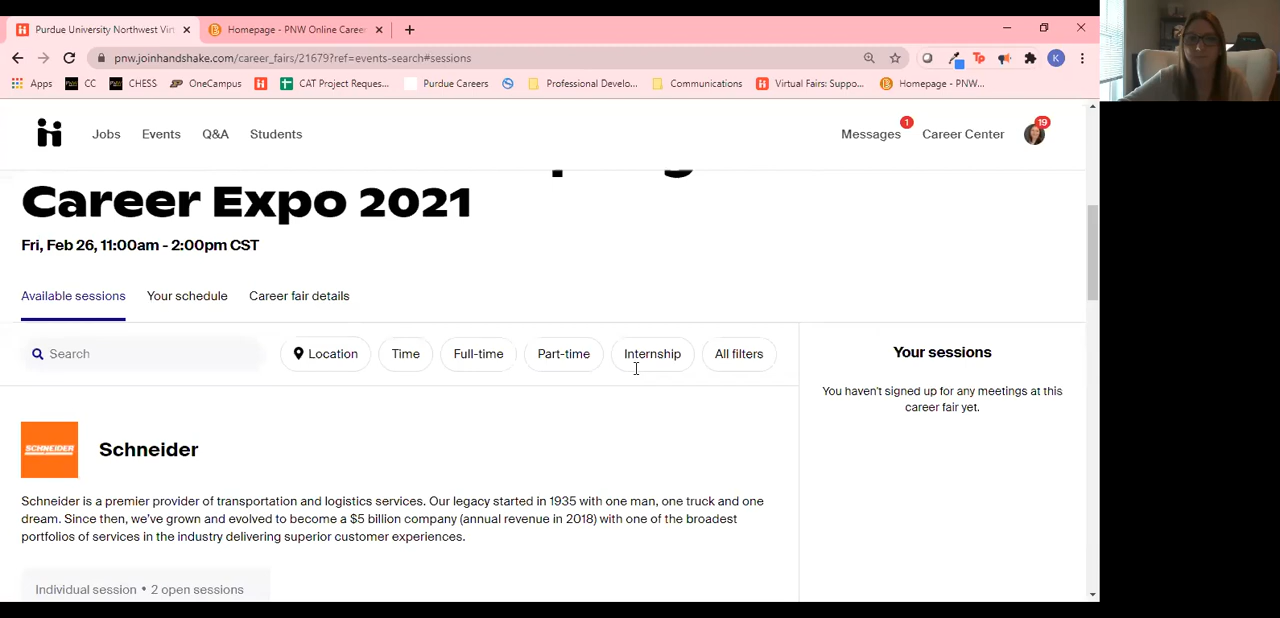 Purdue University Northwest Virt
Homepage - PNW Online Career
pnw.joinhandshake.com/career_fairs/21679?ref=events-search#sessions
K
Apps
CC
CHESS
OneCampus
CAT Project Reques...
Purdue Careers
Professional Develo...
Communications
Virtual Fairs: Suppo...
Homepage - PNW...
Jobs
Events
Q&A
Students
Messages
1
Career Center
19
Career Expo 2021
Fri, Feb 26, 11:00am - 2:00pm CST
Available sessions
Your schedule
Career fair details
Search
Location
Time
Full-time
Part-time
Internship
All filters
Your sessions
You haven't signed up for any meetings at this
career fair yet.
SCHNEIDER
Schneider
Schneider is a premier provider of transportation and logistics services. Our legacy started in 1935 with one man, one truck and one
dream. Since then, we've grown and evolved to become a $5 billion company (annual revenue in 2018) with one of the broadest
portfolios of services in the industry delivering superior customer experiences.
Individual session • 2 open sessions